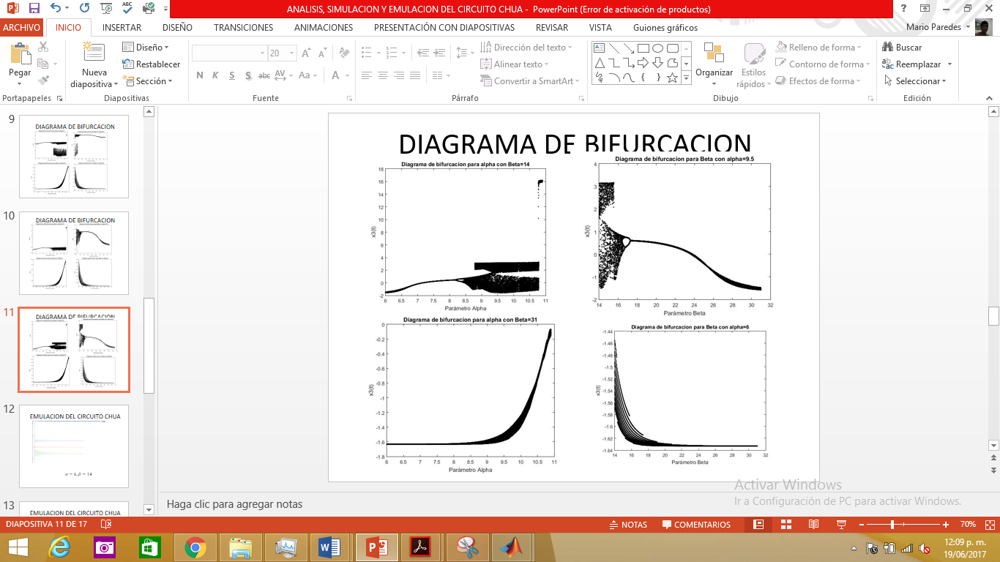 ANALISIS, SIMULACION Y EMULACION DEL CIRCUITO CHUA - PowerPoint (Error de activación de productos)
ARCHIVO INICIO INSERTAR DISEÑO TRANSICIONES ANIMACIONES PRESENTACIÓN CON DIAPOSITIVAS REVISAR VISTA Guiones gráficos Mario Paredes
Pegar
Nueva diapositiva
Diseño
Restablecer
Sección
20
N K S S abc AV Aa A
Dirección del texto
Alinear texto
Convertir a SmartArt
Organizar
Estilos rápidos
Relleno de forma
Contorno de forma
Efectos de forma
Buscar
Reemplazar
Seleccionar
Portapapeles Diapositivas Fuente Párrafo Dibujo Edición
9
DIAGRAMA DE BIFURCACION
10
DIAGRAMA DE BIFURCACION
11
DIAGRAMA DE BIFURCACION
12
EMULACION DEL CIRCUITO CHUA
α = 6, β = 14
13
EMULACION DEL CIRCUITO CHUA
DIAGRAMA DE BIFURCACION
Diagrama de bifurcacion para alpha con Beta=14
18
16
14
12
10
8
6
4
2
0
-2
x3(t)
6 6.5 7 7.5 8 8.5 9 9.5 10 10.5 11
Parámetro Alpha
Diagrama de bifurcacion para Beta con alpha=9.5
4
3
2
1
0
-1
-2
x3(t)
14 16 18 20 22 24 26 28 30 32
Parámetro Beta
Diagrama de bifurcacion para alpha con Beta=31
0
-0.2
-0.4
-0.6
-0.8
-1
-1.2
-1.4
-1.6
-1.8
x3(t)
6 6.5 7 7.5 8 8.5 9 9.5 10 10.5 11
Parámetro Alpha
Diagrama de bifurcacion para Beta con alpha=6
-1.44
-1.46
-1.48
-1.5
-1.52
-1.54
-1.56
-1.58
-1.6
-1.62
-1.64
x3(t)
14 16 18 20 22 24 26 28 30 32
Parámetro Beta
Activar Windows
Ir a Configuración de PC para activar Windows.
Haga clic para agregar notas
DIAPOSITIVA 11 DE 17 NOTAS COMENTARIOS 70%
12:09 p. m.
19/06/2017